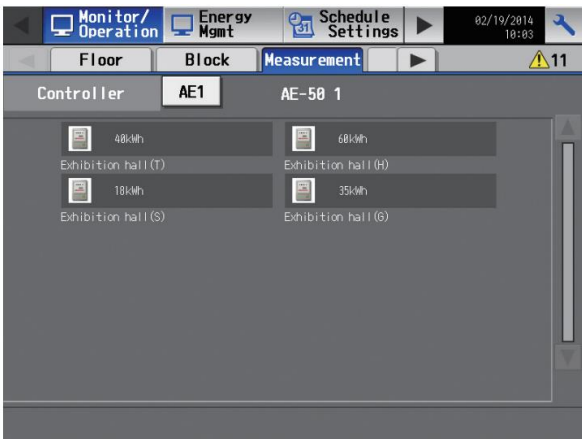 Monitor/
Operation
Energy
Mgmt
31
Schedule
Settings
02/19/2014
10:03
Floor
Block
Measurement
11
Controller
AE1
AE-50 1
40kWh
60kWh
Exhibition hall(T)
Exhibition hall(H)
18kWh
35kWh
Exhibition hall(S)
Exhibition hall(G)